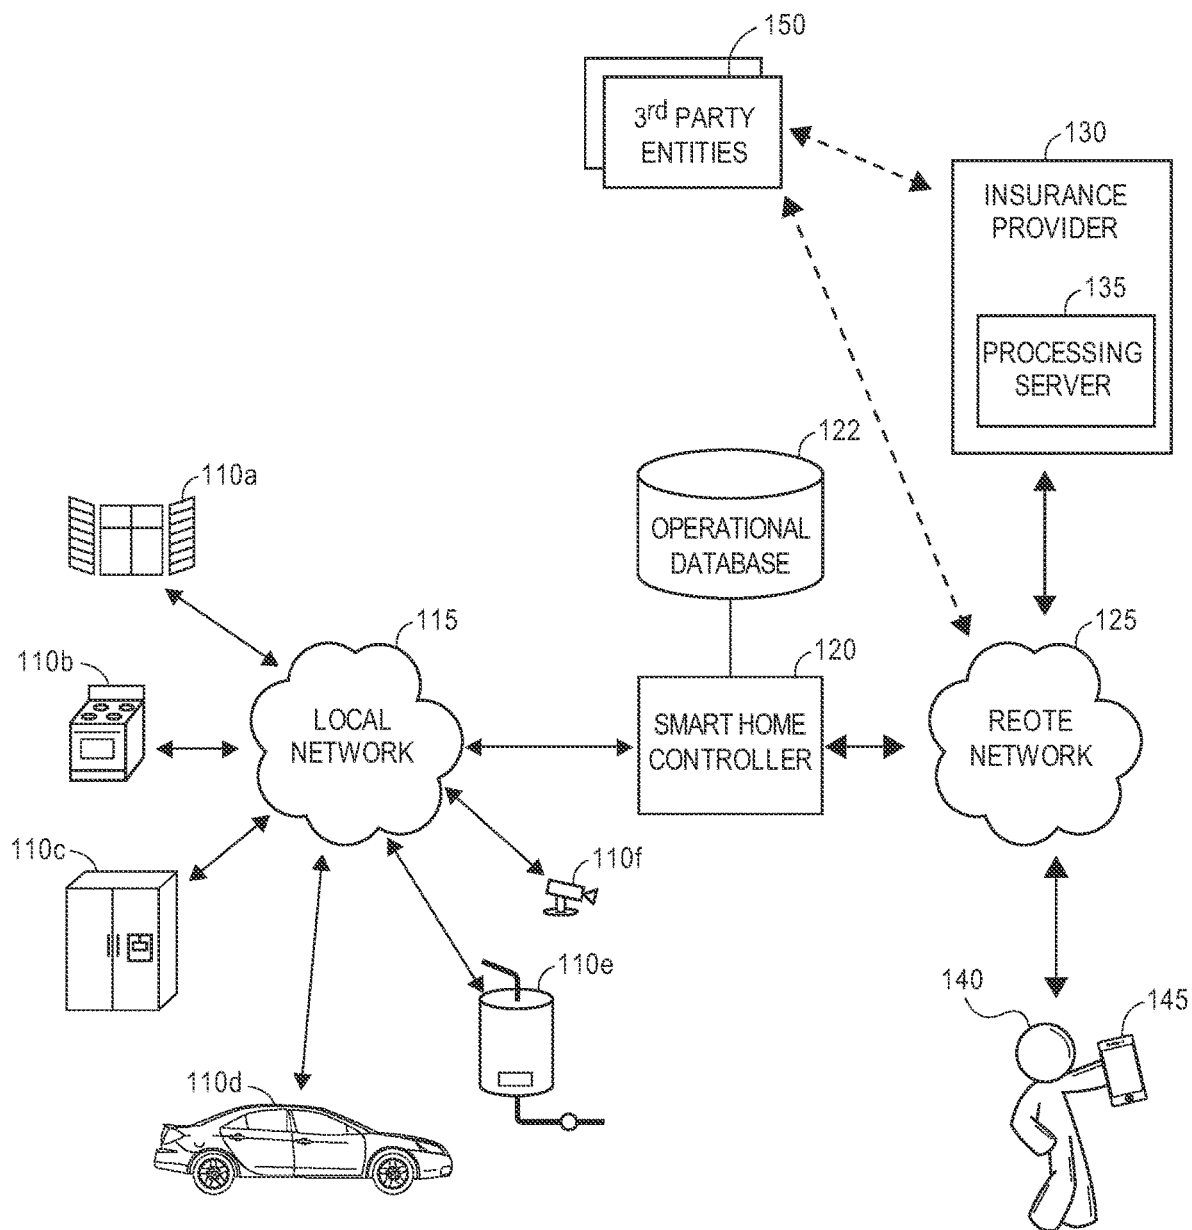 150
3rd PARTY
ENTITIES
130
INSURANCE
PROVIDER
135
PROCESSING
SERVER
122
OPERATIONAL
DATABASE
110a
115
LOCAL
NETWORK
110b
120
SMART HOME
CONTROLLER
125
REOTE
NETWORK
110c
110f
110e
110d
140
145